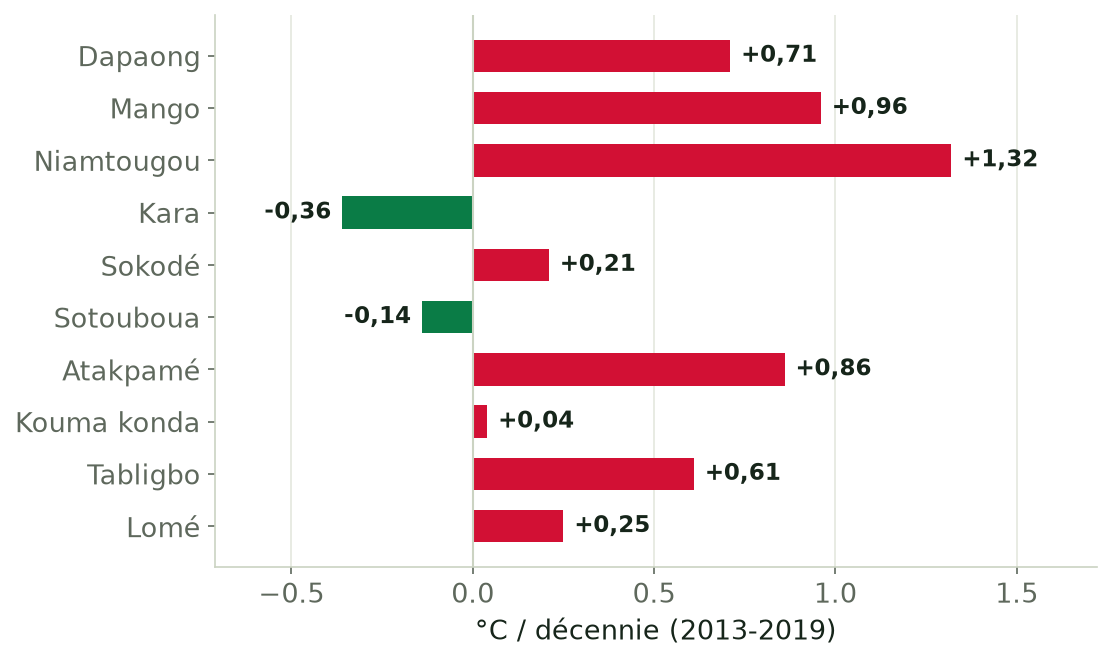 Dapaong +0,71
Mango +0,96
Niamtougou +1,32
Kara -0,36
Sokodé +0,21
Sotouboua -0,14
Atakpamé +0,86
Kouma konda +0,04
Tabligbo +0,61
Lomé +0,25
−0.5 0.0 0.5 1.0 1.5
°C / décennie (2013-2019)